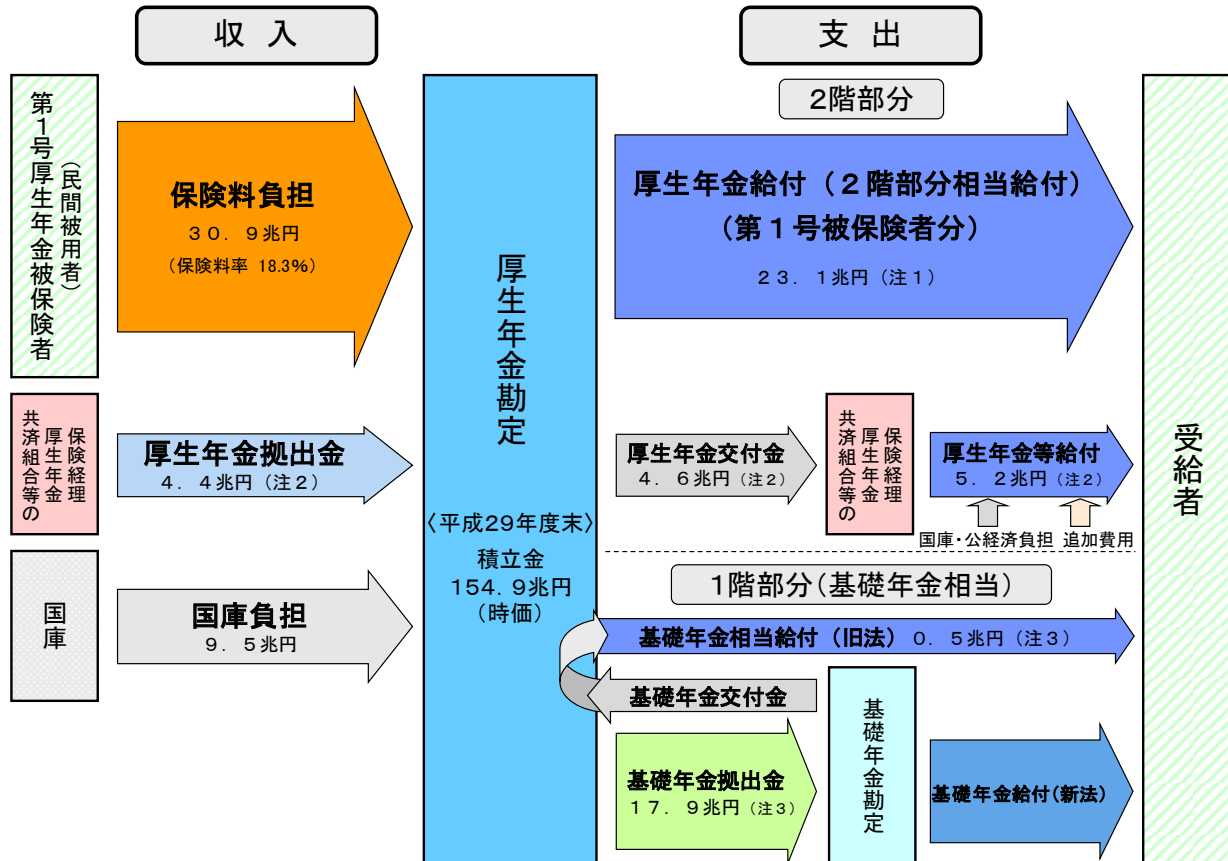 収 入
支 出
第１号厚生年金被保険者
（民間被用者）
保険料負担
３０．９兆円
（保険料率 18.3%）
共済組合等の
厚生年金
保険経理
厚生年金拠出金
４．４兆円（注２）
国庫
国庫負担
９．５兆円
厚生年金勘定
〈平成29年度末〉
積立金
154.9兆円
（時価）
２階部分
厚生年金給付（２階部分相当給付）
（第１号被保険者分）
２３．１兆円（注１）
厚生年金交付金
４．６兆円（注２）
共済組合等の
厚生年金
保険経理
厚生年金等給付
５．２兆円（注２）
国庫・公経済負担 追加費用
１階部分（基礎年金相当）
基礎年金相当給付（旧法）０．５兆円（注３）
基礎年金交付金
基礎年金拠出金
１７．９兆円（注３）
基礎年金勘定
基礎年金給付（新法）
受給者